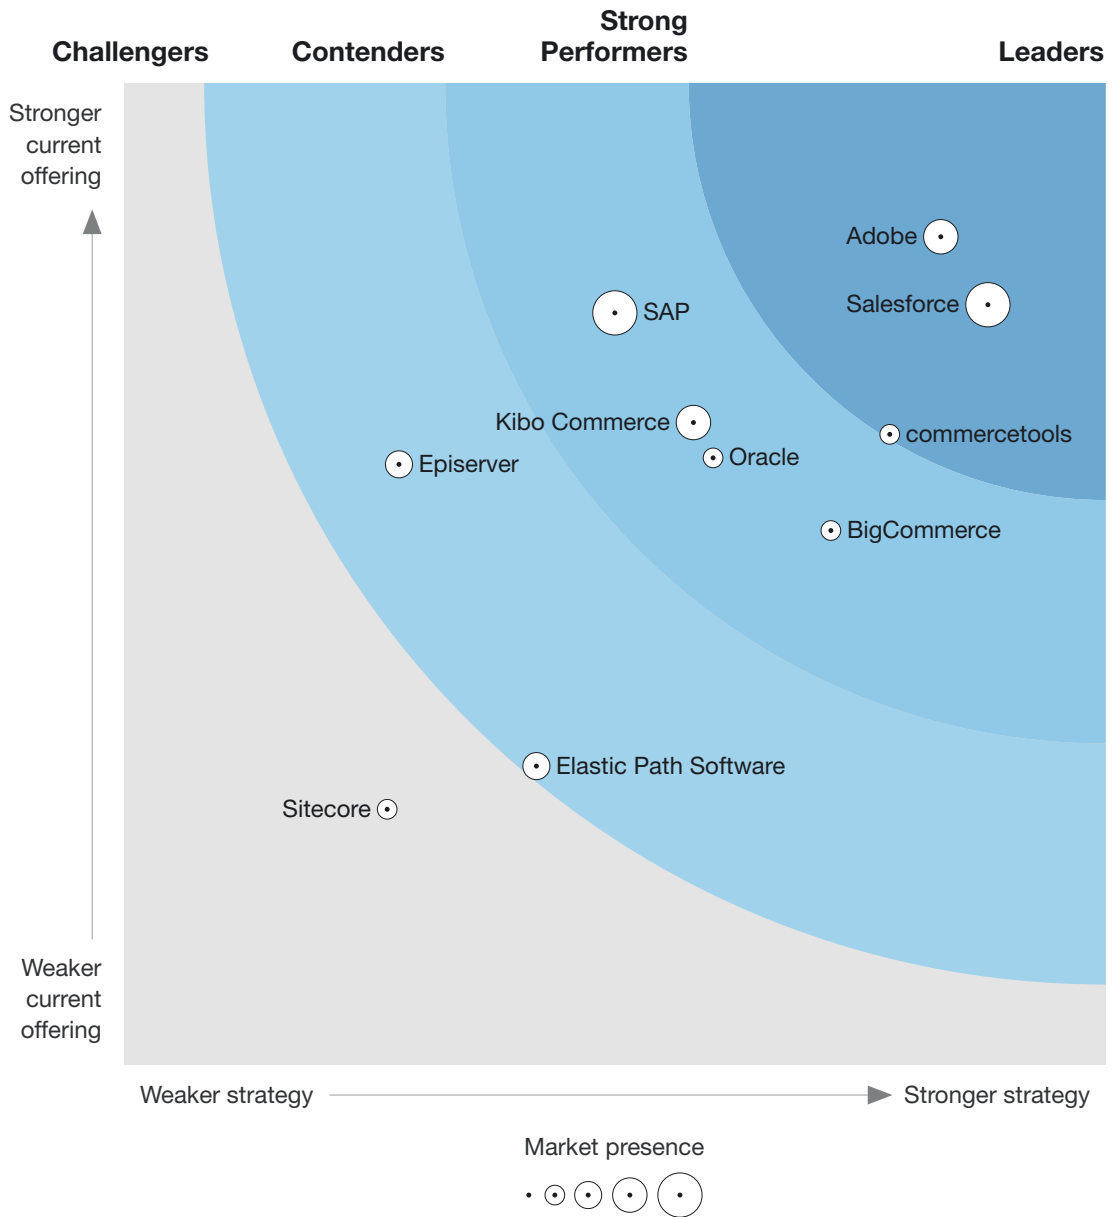 Challengers
Contenders
Strong
Performers
Leaders
Stronger
current
offering
Adobe
Salesforce
SAP
Kibo Commerce
commercetools
Oracle
Episerver
BigCommerce
Elastic Path Software
Sitecore
Weaker
current
offering
Weaker strategy
Stronger strategy
Market presence